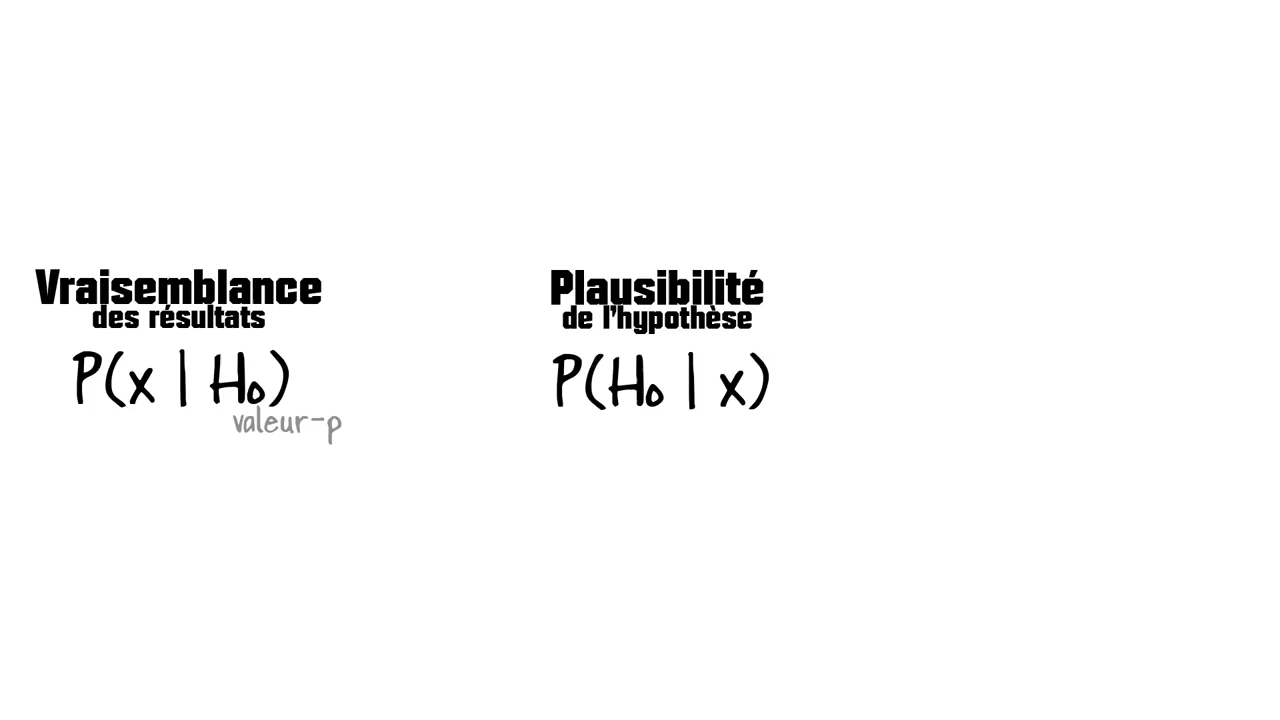 Vraisemblance
des résultats
P(x | H₀)
valeur-p
Plausibilité
de l'hypothèse
P(H₀ | x)